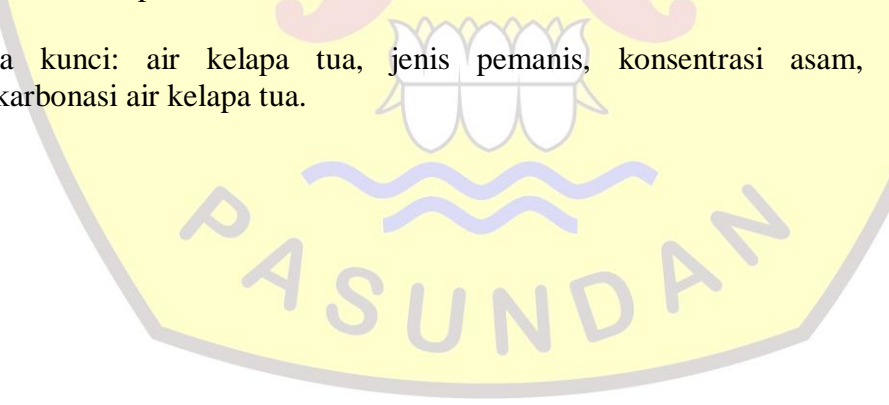 a kunci: air kelapa tua, jenis pemanis, konsentrasi asam,
karbonasi air kelapa tua.
PASUNDAN